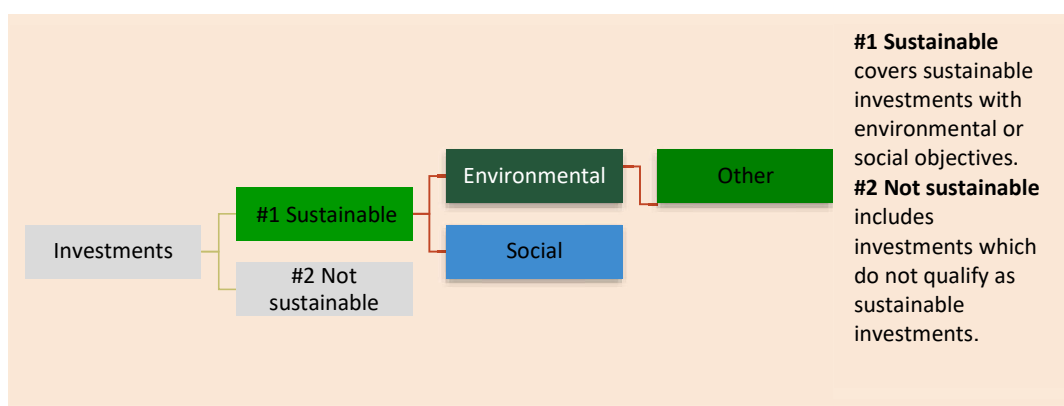 Investments
#1 Sustainable
#2 Not
sustainable
Environmental
Social
Other
#1 Sustainable
covers sustainable
investments with
environmental or
social objectives.
#2 Not sustainable
includes
investments which
do not qualify as
sustainable
investments.